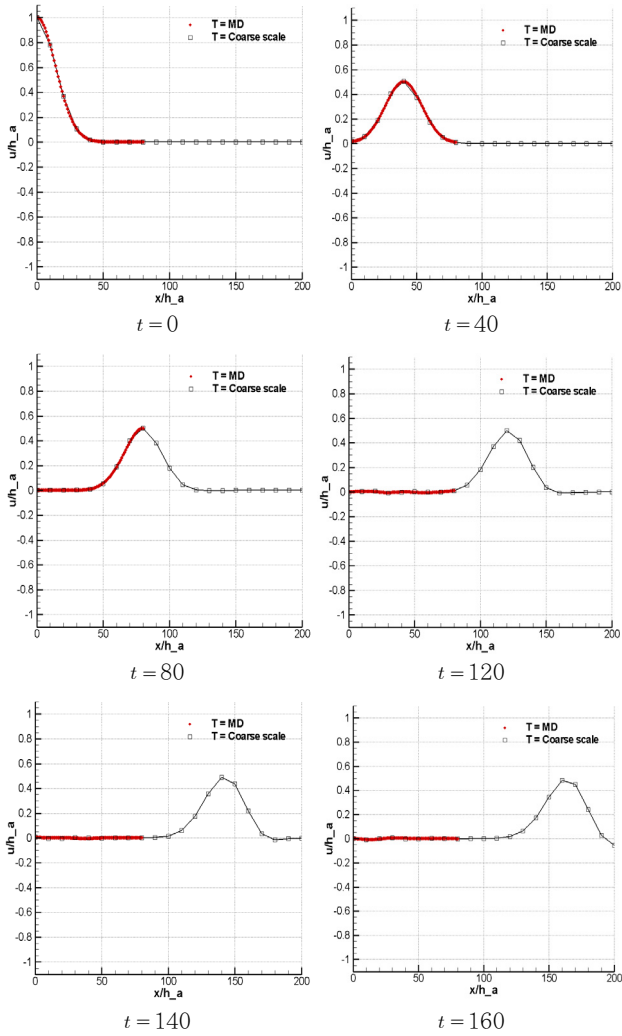 T = MD
T = Coarse scale
u/h_a
1
0.8
0.6
0.4
0.2
0
-0.2
-0.4
-0.6
-0.8
-1
0 50 100 150 200
x/h_a
t = 0
T = MD
T = Coarse scale
u/h_a
1
0.8
0.6
0.4
0.2
0
-0.2
-0.4
-0.6
-0.8
-1
0 50 100 150 200
x/h_a
t = 40
T = MD
T = Coarse scale
u/h_a
1
0.8
0.6
0.4
0.2
0
-0.2
-0.4
-0.6
-0.8
-1
0 50 100 150 200
x/h_a
t = 80
T = MD
T = Coarse scale
u/h_a
1
0.8
0.6
0.4
0.2
0
-0.2
-0.4
-0.6
-0.8
-1
0 50 100 150 200
x/h_a
t = 120
T = MD
T = Coarse scale
u/h_a
1
0.8
0.6
0.4
0.2
0
-0.2
-0.4
-0.6
-0.8
-1
0 50 100 150 200
x/h_a
t = 140
T = MD
T = Coarse scale
u/h_a
1
0.8
0.6
0.4
0.2
0
-0.2
-0.4
-0.6
-0.8
-1
0 50 100 150 200
x/h_a
t = 160